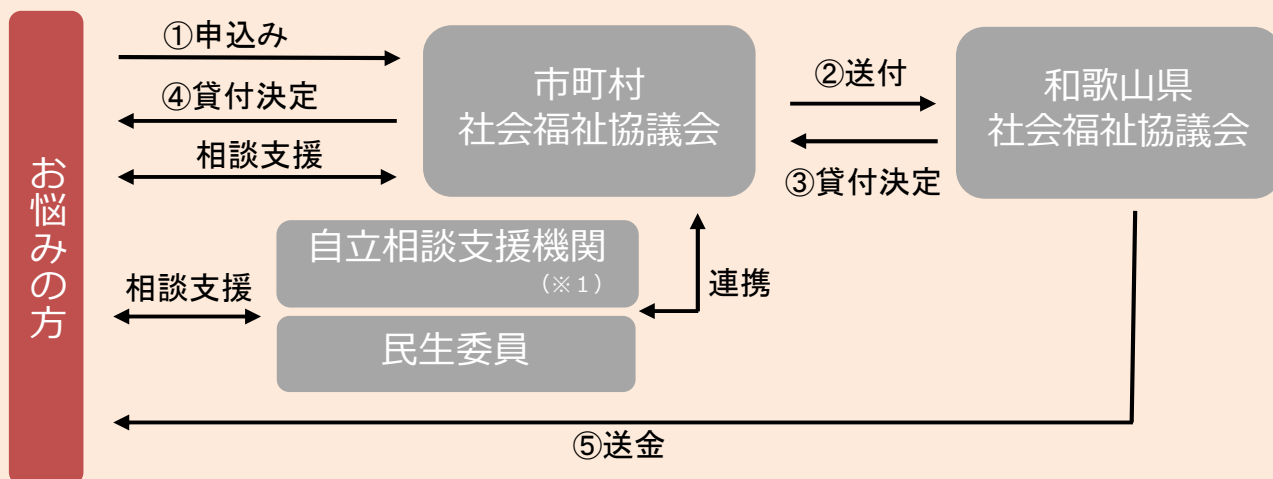 お悩みの方
①申込み
④貸付決定
相談支援
市町村
社会福祉協議会
②送付
③貸付決定
和歌山県
社会福祉協議会
相談支援
自立相談支援機関
（※１）
民生委員
連携
⑤送金